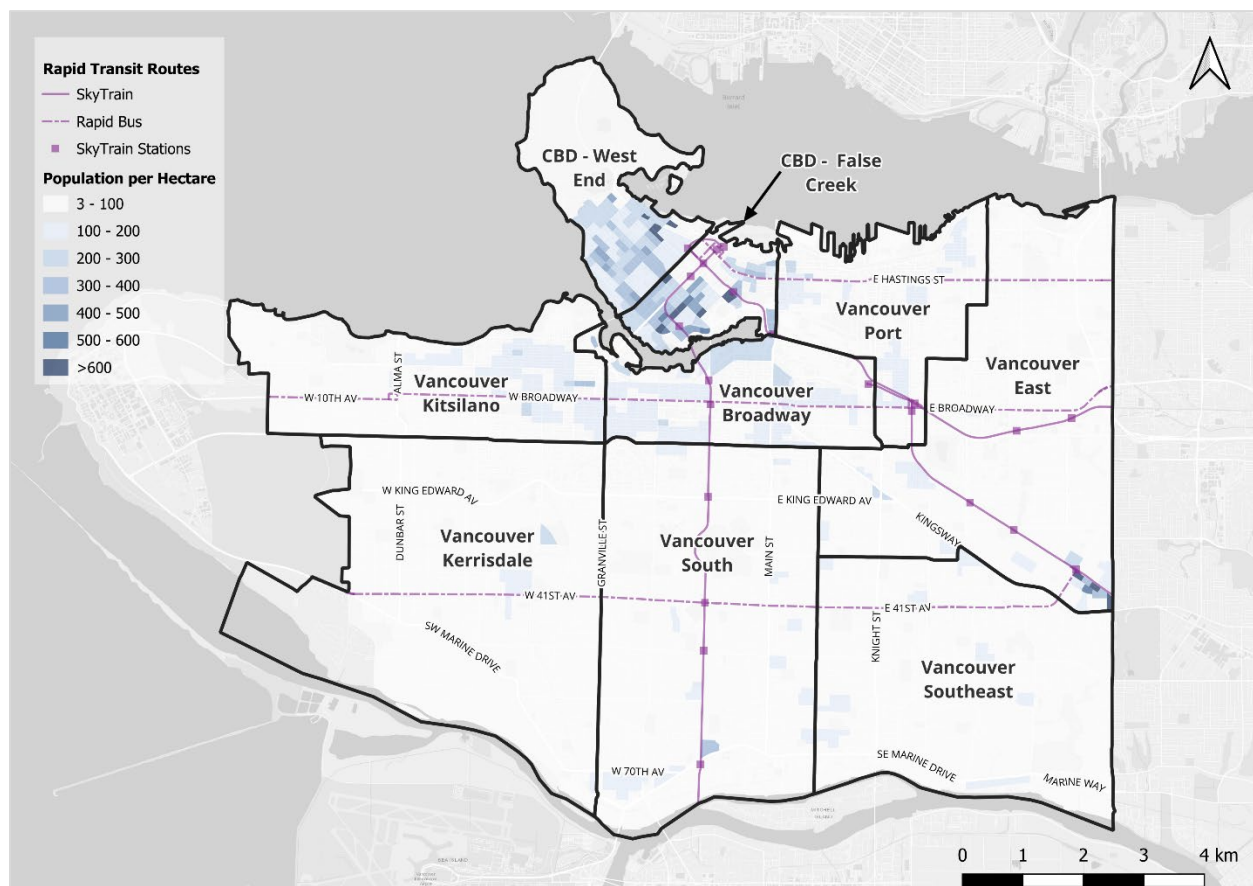 Rapid Transit Routes
SkyTrain
Rapid Bus
SkyTrain Stations
Population per Hectare
3 - 100
100 - 200
200 - 300
300 - 400
400 - 500
500 - 600
>600
CBD - West
End
CBD - False
Creek
E HASTINGS ST
Vancouver
Port
Vancouver
East
ALMA ST
Vancouver
Kitsilano
W 10TH AV
W BROADWAY
Vancouver
Broadway
E BROADWAY
W KING EDWARD AV
E KING EDWARD AV
DUNBAR ST
Vancouver
Kerrisdale
GRANVILLE ST
Vancouver
South
MAIN ST
KINGSWAY
W 41ST AV
E 41ST AV
SW MARINE DRIVE
KNIGHT ST
Vancouver
Southeast
W 70TH AV
SE MARINE DRIVE
MARINE WAY
0 1 2 3 4 km